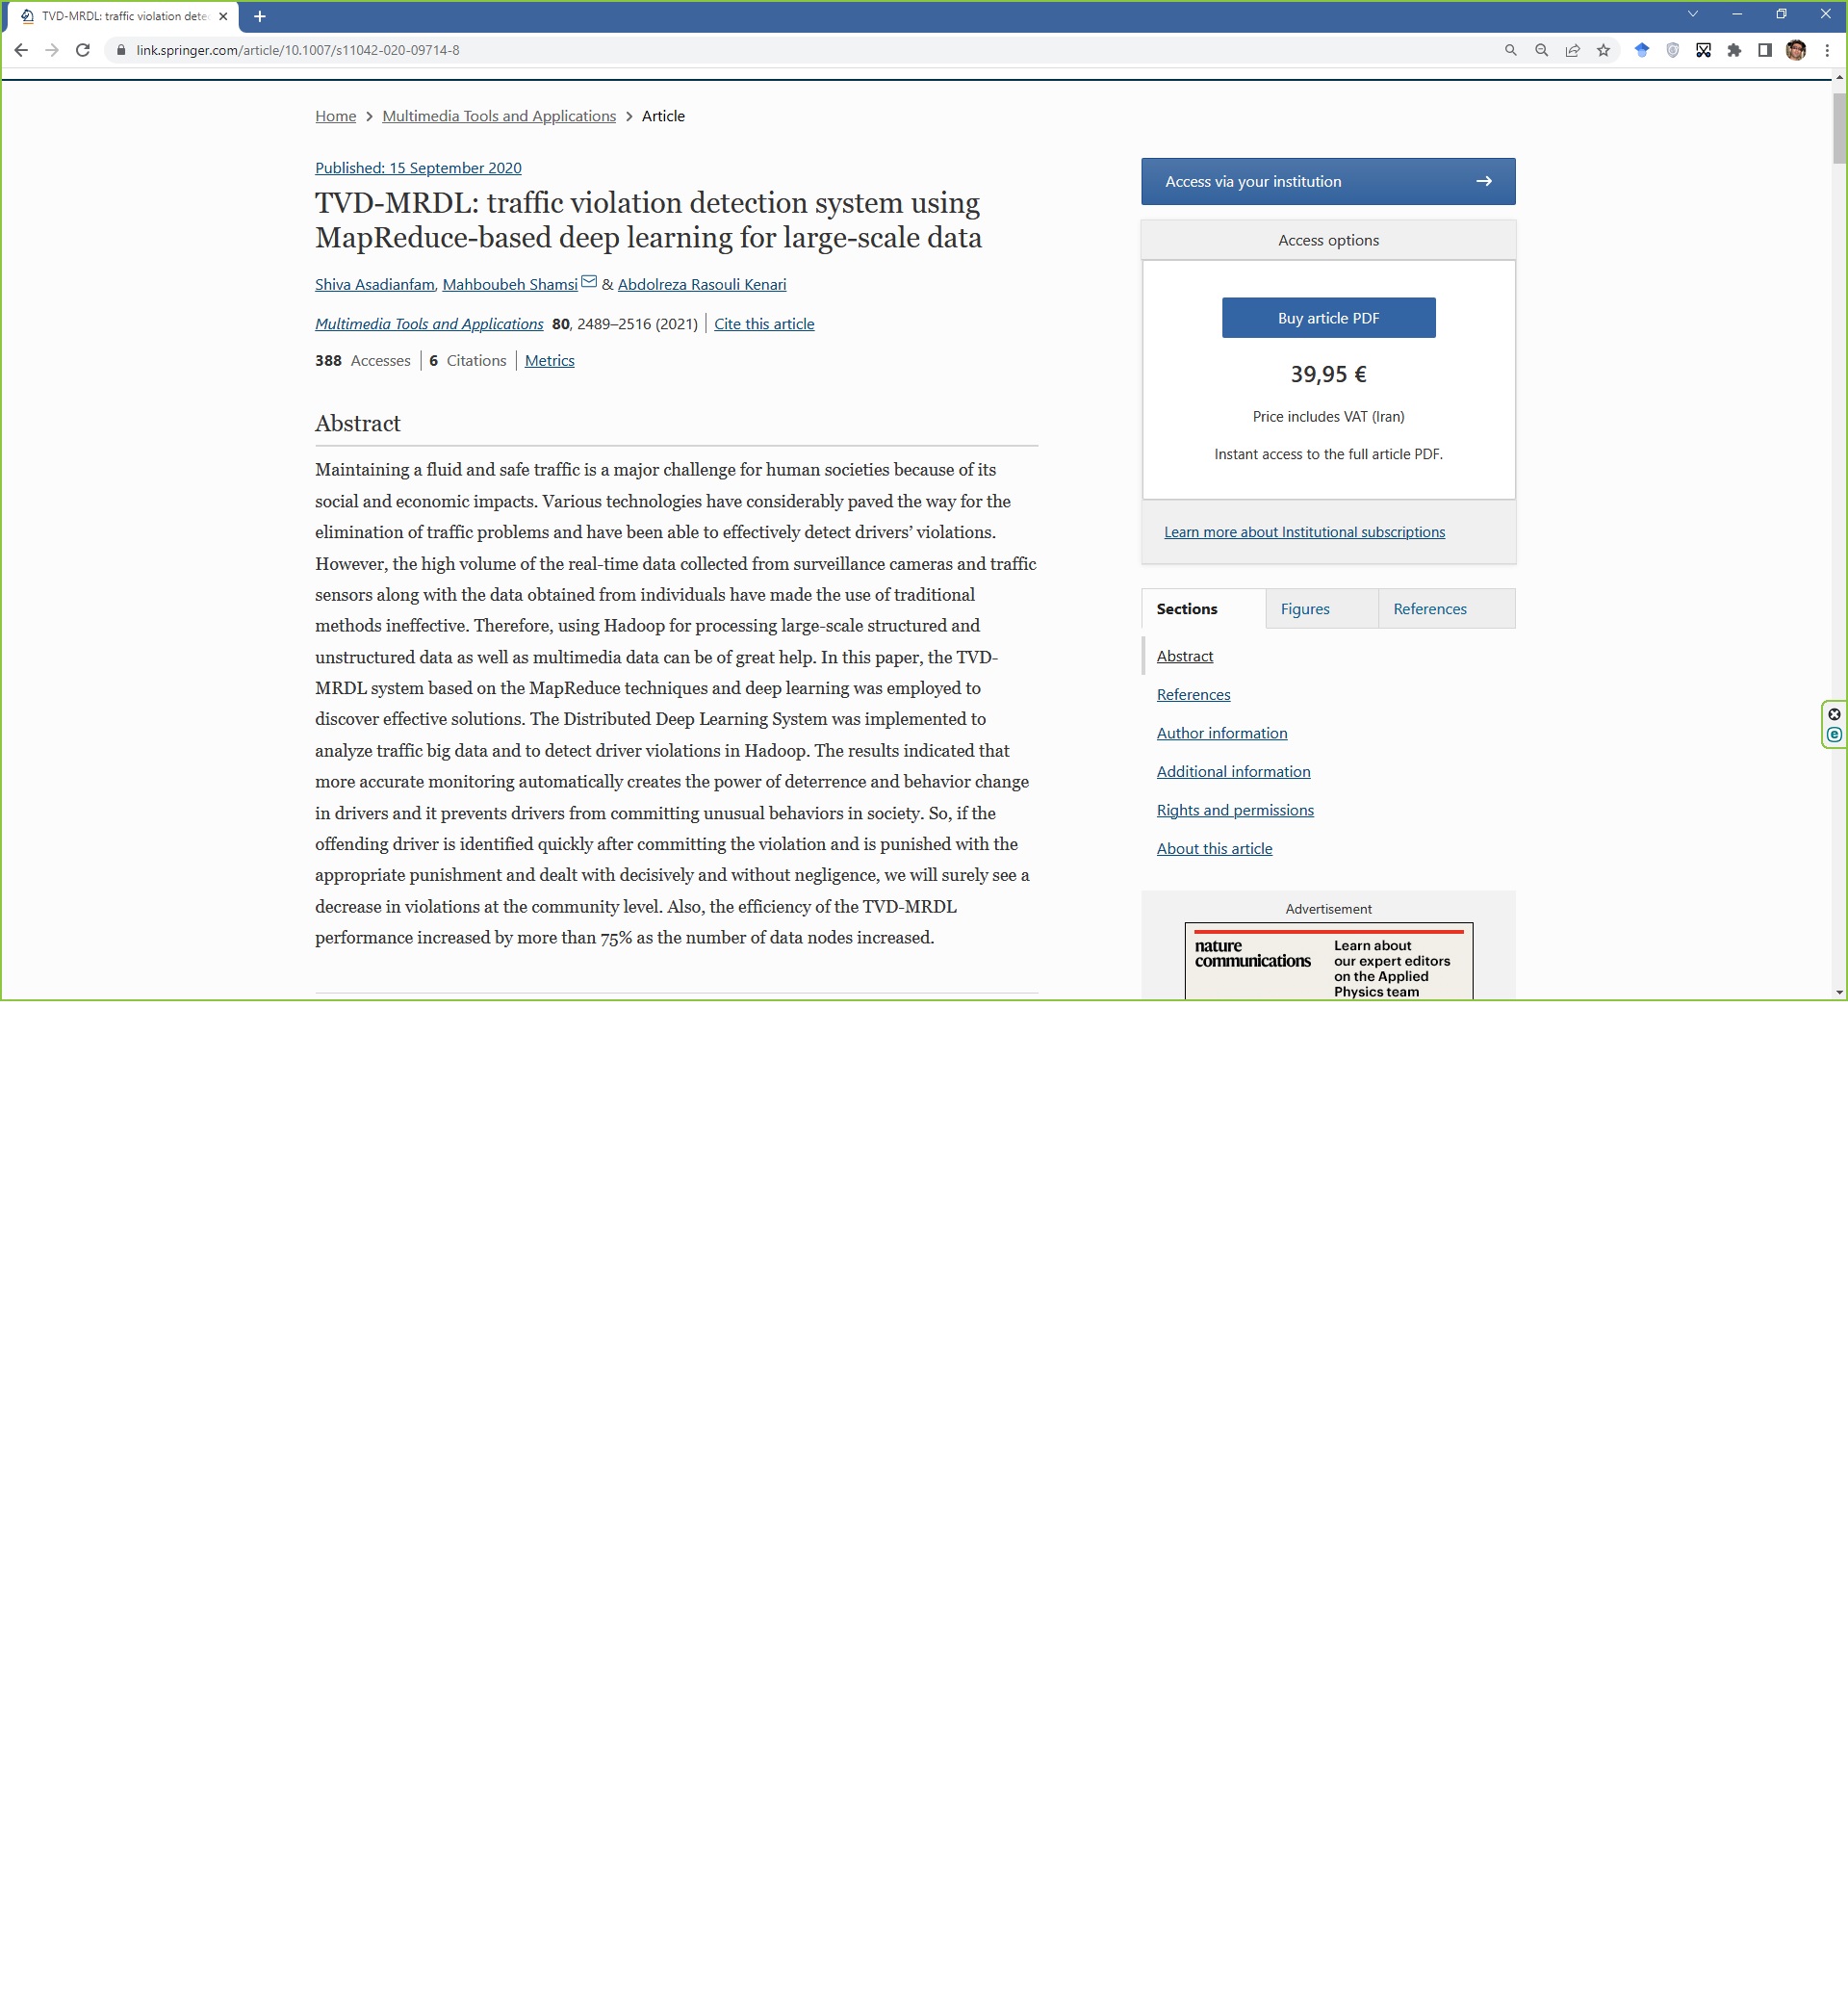 TVD-MRDL: traffic violation dete
link.springer.com/article/10.1007/s11042-020-09714-8
Home > Multimedia Tools and Applications > Article
Published: 15 September 2020
TVD-MRDL: traffic violation detection system using
MapReduce-based deep learning for large-scale data
Shiva Asadianfam, Mahboubeh Shamsi & Abdolreza Rasouli Kenari
Multimedia Tools and Applications 80, 2489–2516 (2021) | Cite this article
388 Accesses | 6 Citations | Metrics
Abstract
Maintaining a fluid and safe traffic is a major challenge for human societies because of its
social and economic impacts. Various technologies have considerably paved the way for the
elimination of traffic problems and have been able to effectively detect drivers’ violations.
However, the high volume of the real-time data collected from surveillance cameras and traffic
sensors along with the data obtained from individuals have made the use of traditional
methods ineffective. Therefore, using Hadoop for processing large-scale structured and
unstructured data as well as multimedia data can be of great help. In this paper, the TVD-
MRDL system based on the MapReduce techniques and deep learning was employed to
discover effective solutions. The Distributed Deep Learning System was implemented to
analyze traffic big data and to detect driver violations in Hadoop. The results indicated that
more accurate monitoring automatically creates the power of deterrence and behavior change
in drivers and it prevents drivers from committing unusual behaviors in society. So, if the
offending driver is identified quickly after committing the violation and is punished with the
appropriate punishment and dealt with decisively and without negligence, we will surely see a
decrease in violations at the community level. Also, the efficiency of the TVD-MRDL
performance increased by more than 75% as the number of data nodes increased.
Access via your institution
Access options
Buy article PDF
39,95 €
Price includes VAT (Iran)
Instant access to the full article PDF.
Learn more about Institutional subscriptions
Sections Figures References
Abstract
References
Author information
Additional information
Rights and permissions
About this article
Advertisement
nature
communications
Learn about
our expert editors
on the Applied
Physics team